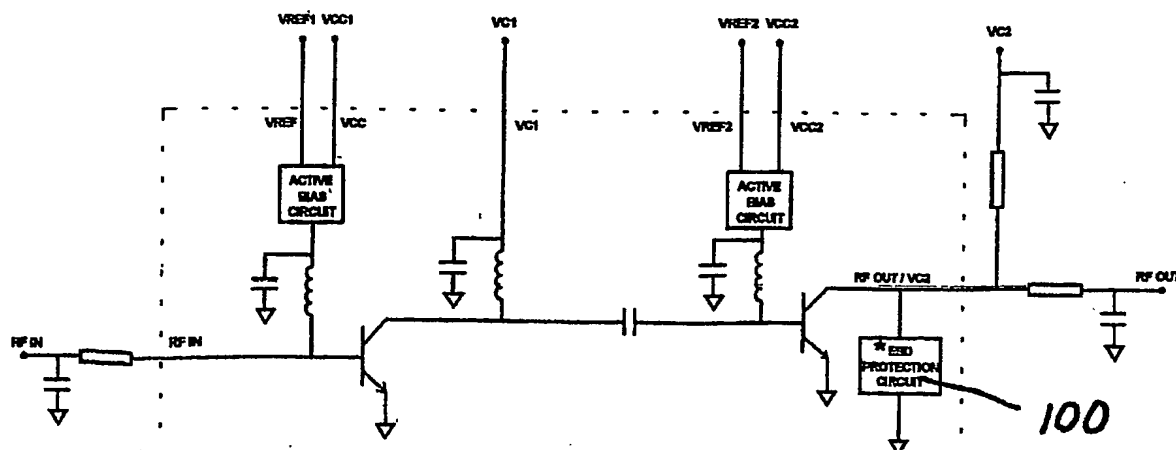 VREF1 VCC1
VC1
VREF2 VCC2
VC2
VREF
VCC
VC1
VREF2
VCC2
ACTIVE
BIAS
CIRCUIT
ACTIVE
BIAS
CIRCUIT
RF OUT / VC2
RF OUT
RF IN
RF IN
* ESD
PROTECTION
CIRCUIT
100